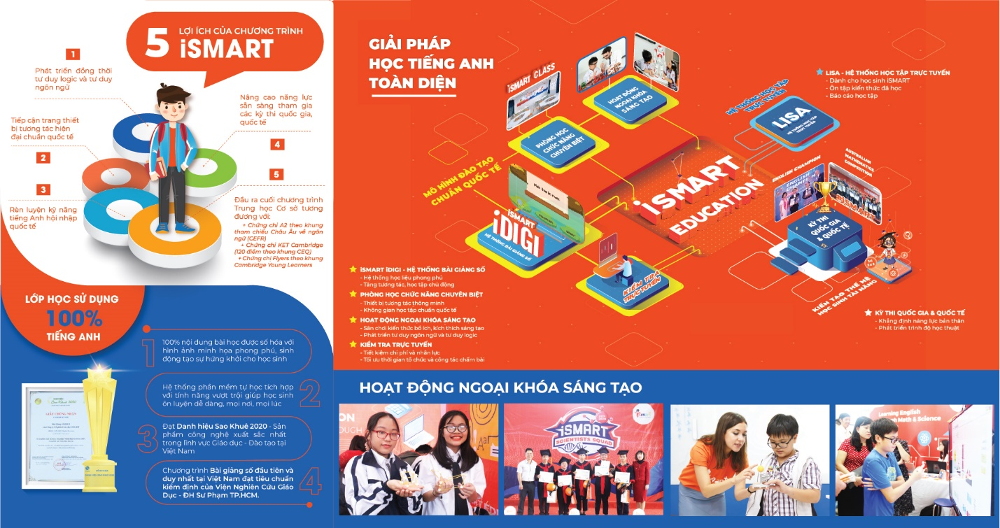 5
LỢI ÍCH CỦA CHƯƠNG TRÌNH
iSMART
1
Phát triển đồng thời
tư duy logic và tư duy
ngôn ngữ
Tiếp cận trang thiết
bị tương tác hiện
đại chuẩn quốc tế
2
3
Rèn luyện kỹ năng
tiếng Anh hội nhập
quốc tế
Nâng cao năng lực
sẵn sàng tham gia
các kỳ thi quốc gia,
quốc tế
4
5
Đầu ra cuối chương trình
Trung học Cơ sở tương
đương với:
+ Chứng chỉ A2 theo khung
tham chiếu Châu Âu về ngôn
ngữ (CEFR)
+ Chứng chỉ KET Cambridge
(120 điểm theo khung CEQ)
+ Chứng chỉ Flyers theo khung
Cambridge Young Learners
LỚP HỌC SỬ DỤNG
100%
TIẾNG ANH
1
100% nội dung bài học được số hóa với
hình ảnh minh họa phong phú, sinh
động tạo sự hứng khởi cho học sinh
2
Hệ thống phần mềm tự học tích hợp
với tính năng vượt trội giúp học sinh
ôn luyện dễ dàng, mọi nơi, mọi lúc
3
Đạt Danh hiệu Sao Khuê 2020 - Sản
phẩm công nghệ xuất sắc nhất
trong lĩnh vực Giáo dục - Đào tạo tại
Việt Nam
4
Chương trình Bài giảng số đầu tiên và
duy nhất tại Việt Nam đạt tiêu chuẩn
kiểm định của Viện Nghiên Cứu Giáo
Dục - ĐH Sư Phạm TP.HCM.
Sao Khuê 2020
GIẤY CHỨNG NHẬN
GIẢI PHÁP
HỌC TIẾNG ANH
TOÀN DIỆN
iSMART CLASS
HOẠT ĐỘNG
NGOẠI KHÓA
SÁNG TẠO
PHÒNG HỌC
CHỨC NĂNG
CHUYÊN BIỆT
MÔ HÌNH ĐÀO TẠO
CHUẨN QUỐC TẾ
iSMART
iDIGI
HỆ THỐNG BÀI GIẢNG SỐ
KIỂM TRA
TRỰC TUYẾN
iSMART
EDUCATION
HỆ THỐNG HỌC TẬP
TRỰC TUYẾN
LISA
HỆ THỐNG HỌC TẬP
TRỰC TUYẾN
LISA - HỆ THỐNG HỌC TẬP TRỰC TUYẾN
- Dành cho học sinh iSMART
- Ôn tập kiến thức đã học
- Báo cáo học tập
ENGLISH CHAMPION
AUSTRALIAN
MATHEMATICS
COMPETITION
ENGLISH
CHAMPION
iSMART
KỲ THI
QUỐC GIA
& QUỐC TẾ
KIẾN TẠO THẾ HỆ
HỌC SINH TÀI NĂNG
KỲ THI QUỐC GIA & QUỐC TẾ
- Khẳng định năng lực bản thân
- Phát triển trình độ học thuật
iSMART iDIGI - HỆ THỐNG BÀI GIẢNG SỐ
- Hệ thống học liệu phong phú
- Tăng tương tác, học tập chủ động
PHÒNG HỌC CHỨC NĂNG CHUYÊN BIỆT
- Thiết bị tương tác thông minh
- Không gian học tập chuẩn quốc tế
HOẠT ĐỘNG NGOẠI KHÓA SÁNG TẠO
- Sân chơi kiến thức bổ ích, kích thích sáng tạo
- Phát triển tư duy ngôn ngữ và tư duy logic
KIỂM TRA TRỰC TUYẾN
- Tiết kiệm chi phí và nhân lực
- Tối ưu thời gian tổ chức và công tác chấm bài
HOẠT ĐỘNG NGOẠI KHÓA SÁNG TẠO
iSMART
SCIENTISTS SQUAD
Learning English
Math & Science